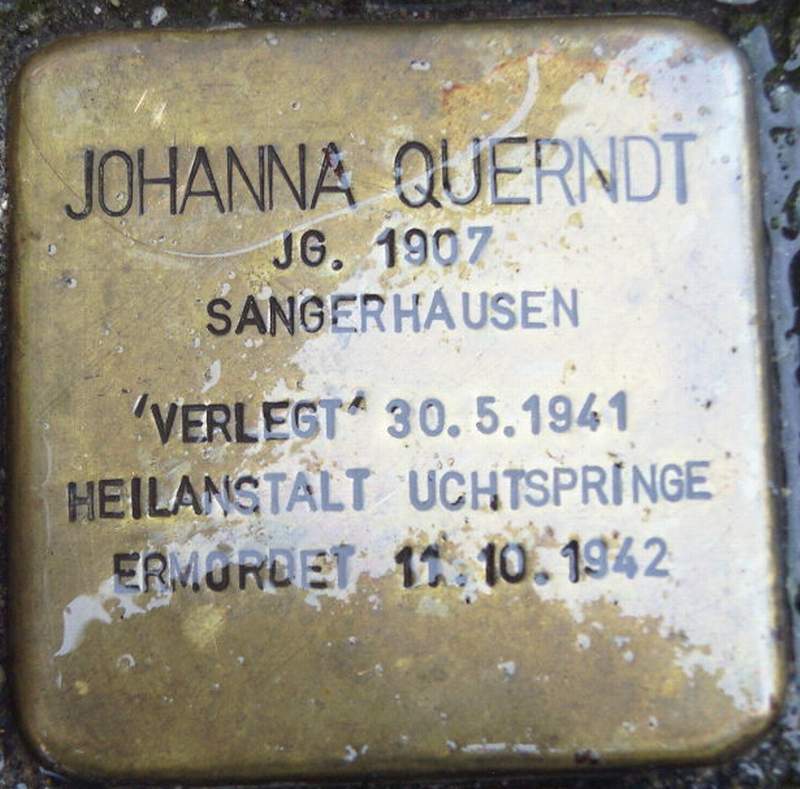 JOHANNA QUERNDT
JG. 1907
SANGERHAUSEN
'VERLEGT' 30.5.1941
HEILANSTALT UCHTSPRINGE
ERMORDET 11.10.1942